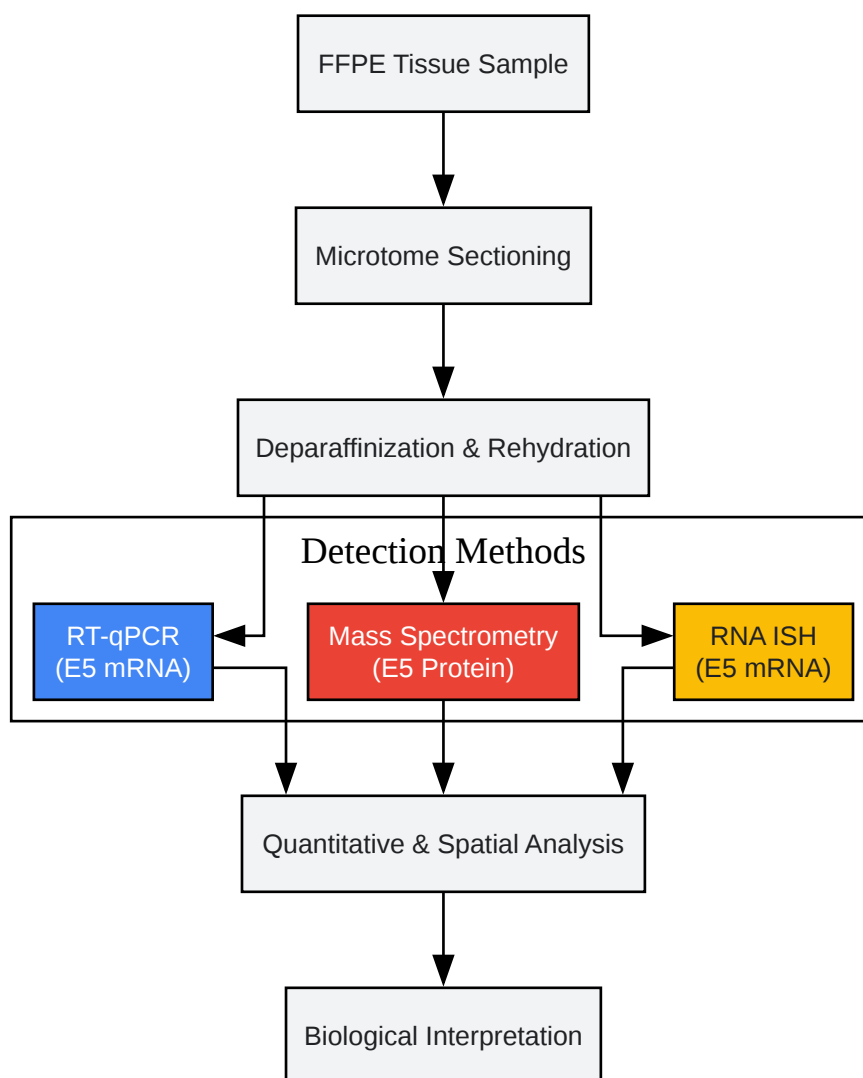 FFPE Tissue Sample
Microtome Sectioning
Deparaffinization & Rehydration
Detection Methods
RT-qPCR
(E5 mRNA)
Mass Spectrometry
(E5 Protein)
RNA ISH
(E5 mRNA)
Quantitative & Spatial Analysis
Biological Interpretation